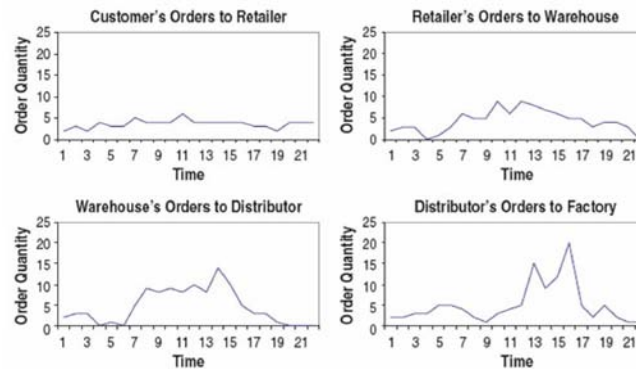 Customer's Orders to Retailer
Order Quantity
25
20
15
10
5
0
1 3 5 7 9 11 13 15 17 19 21
Time
Retailer's Orders to Warehouse
Order Quantity
25
20
15
10
5
0
1 3 5 7 9 11 13 15 17 19 21
Time
Warehouse's Orders to Distributor
Order Quantity
25
20
15
10
5
0
1 3 5 7 9 11 13 15 17 19 21
Time
Distributor's Orders to Factory
Order Quantity
25
20
15
10
5
0
1 3 5 7 9 11 13 15 17 19 21
Time